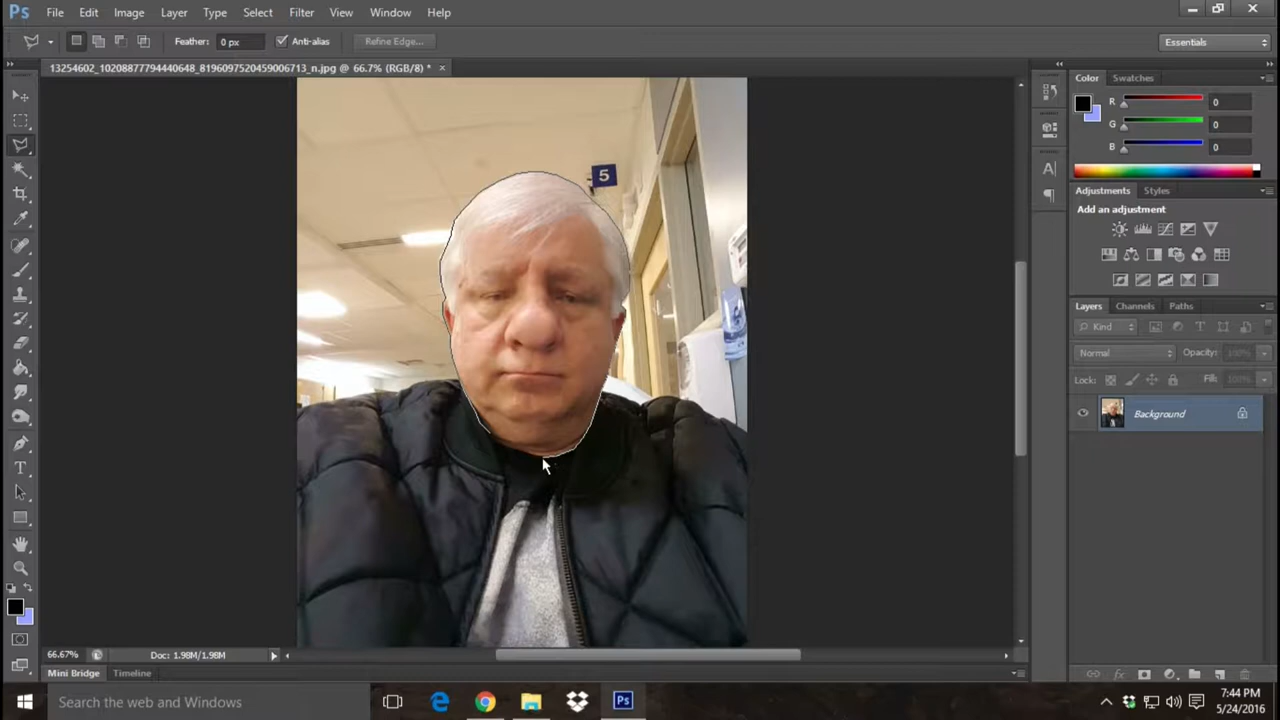 Ps File Edit Image Layer Type Select Filter View Window Help
Feather: 0 px Anti-alias Refine Edge... Essentials
13254602_10208877794440648_8196097520459006713_n.jpg @ 66.7% (RGB/8) *
5
Color Swatches
R 0
G 0
B 0
Adjustments Styles
Add an adjustment
Layers Channels Paths
Kind
Normal Opacity: 100%
Lock: Fill: 100%
Background
66.67% Doc: 1.98M/1.98M
Mini Bridge Timeline
Search the web and Windows
Ps
7:44 PM
5/24/2016